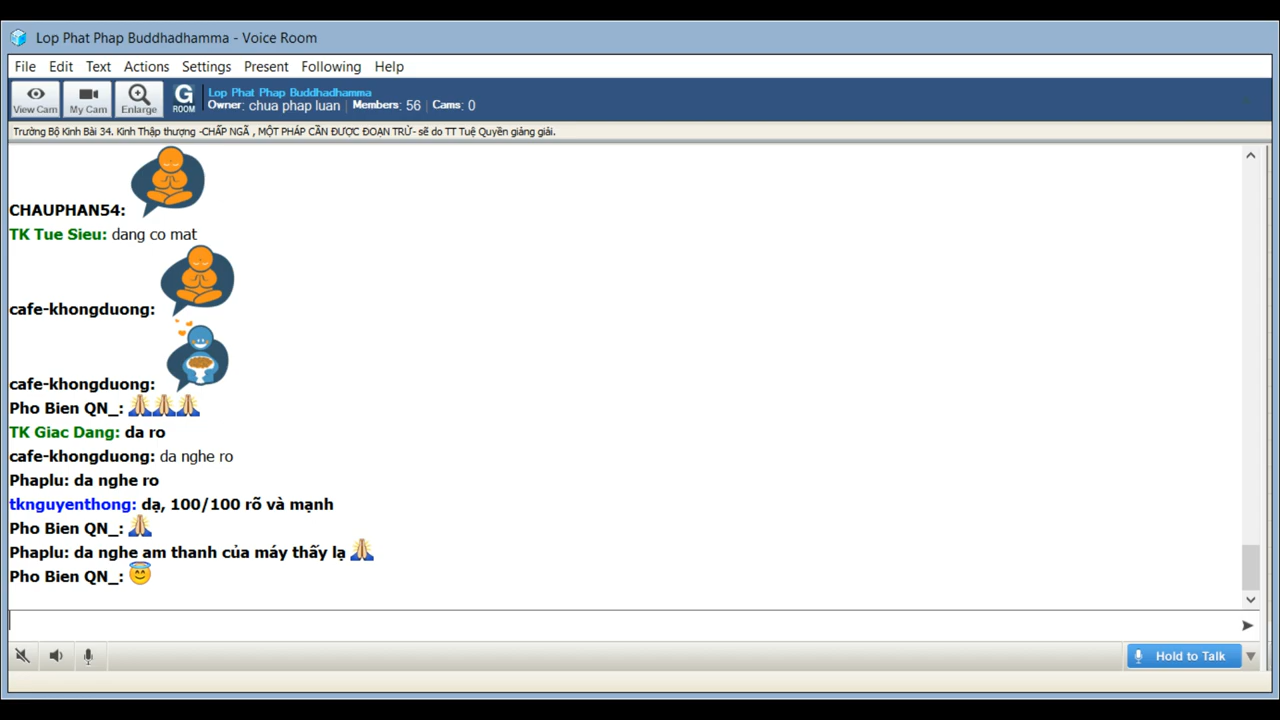 Lop Phat Phap Buddhadhamma - Voice Room
File Edit Text Actions Settings Present Following Help
View Cam My Cam Enlarge G ROOM Lop Phat Phap Buddhadhamma
Owner: chua phap luan | Members: 56 | Cams: 0
Trường Bộ Kinh Bài 34. Kinh Thập thượng -CHẤP NGÃ , MỘT PHÁP CẦN ĐƯỢC ĐOẠN TRỪ- sẽ do TT Tuệ Quyền giảng giải.
CHAUPHAN54:
TK Tue Sieu: dang co mat
cafe-khongduong:
cafe-khongduong:
Pho Bien QN_: 🙏🙏🙏
TK Giac Dang: da ro
cafe-khongduong: da nghe ro
Phaplu: da nghe ro
tknguyenthong: dạ, 100/100 rõ và mạnh
Pho Bien QN_: 🙏
Phaplu: da nghe am thanh của máy thấy lạ 🙏
Pho Bien QN_: 😇
Hold to Talk